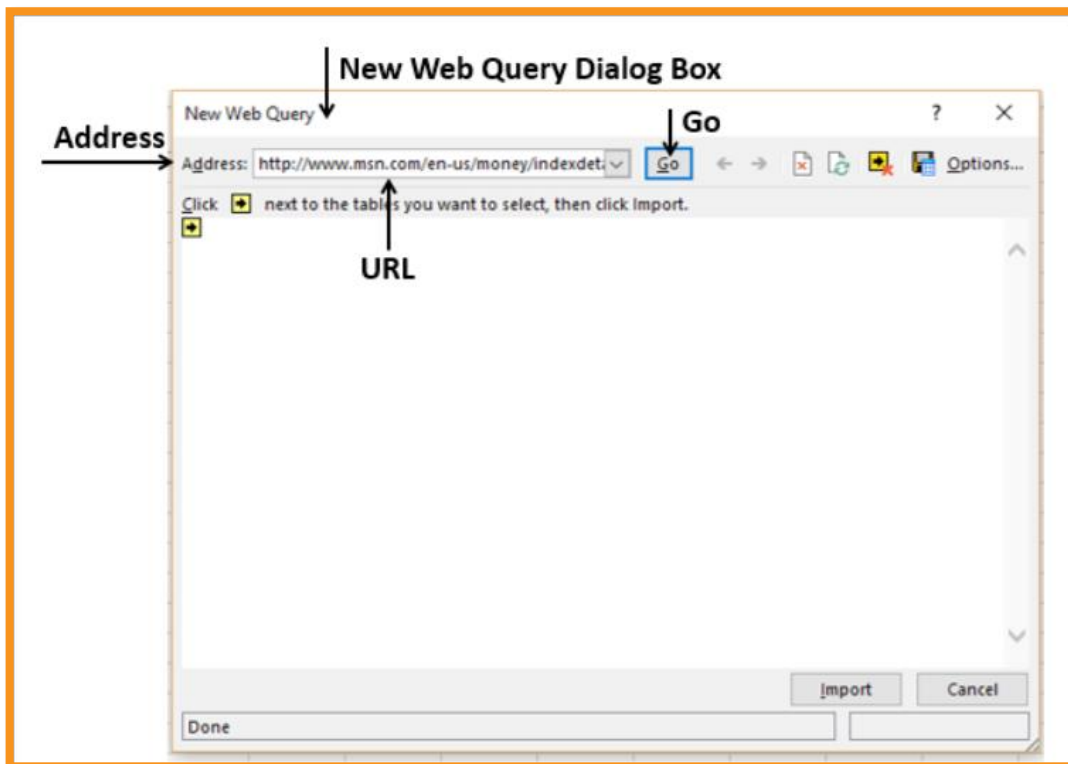 New Web Query Dialog Box
New Web Query ? ×
Go
Address
Address: http://www.msn.com/en-us/money/indexdet Go Options...
Click next to the tables you want to select, then click Import.
URL
Import Cancel
Done